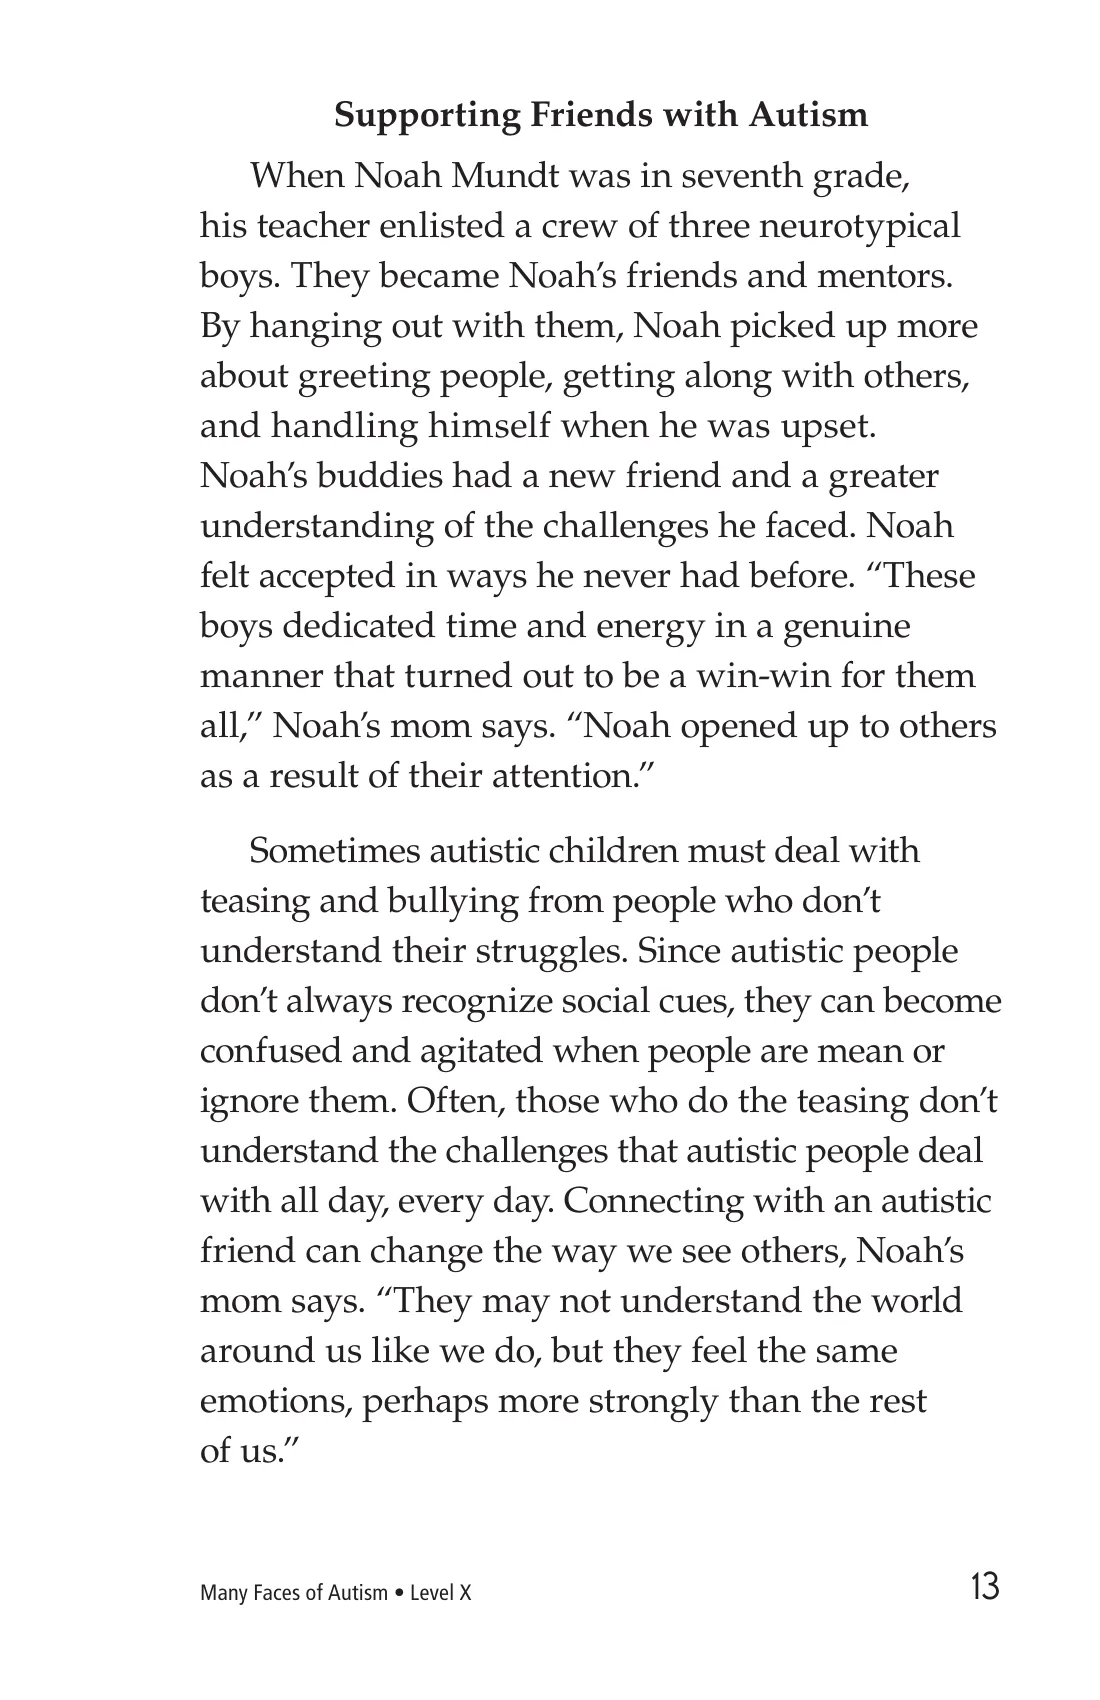 Supporting Friends with Autism
When Noah Mundt was in seventh grade,
his teacher enlisted a crew of three neurotypical
boys. They became Noah’s friends and mentors.
By hanging out with them, Noah picked up more
about greeting people, getting along with others,
and handling himself when he was upset.
Noah’s buddies had a new friend and a greater
understanding of the challenges he faced. Noah
felt accepted in ways he never had before. “These
boys dedicated time and energy in a genuine
manner that turned out to be a win-win for them
all,” Noah’s mom says. “Noah opened up to others
as a result of their attention.”
Sometimes autistic children must deal with
teasing and bullying from people who don’t
understand their struggles. Since autistic people
don’t always recognize social cues, they can become
confused and agitated when people are mean or
ignore them. Often, those who do the teasing don’t
understand the challenges that autistic people deal
with all day, every day. Connecting with an autistic
friend can change the way we see others, Noah’s
mom says. “They may not understand the world
around us like we do, but they feel the same
emotions, perhaps more strongly than the rest
of us.”
Many Faces of Autism • Level X 13